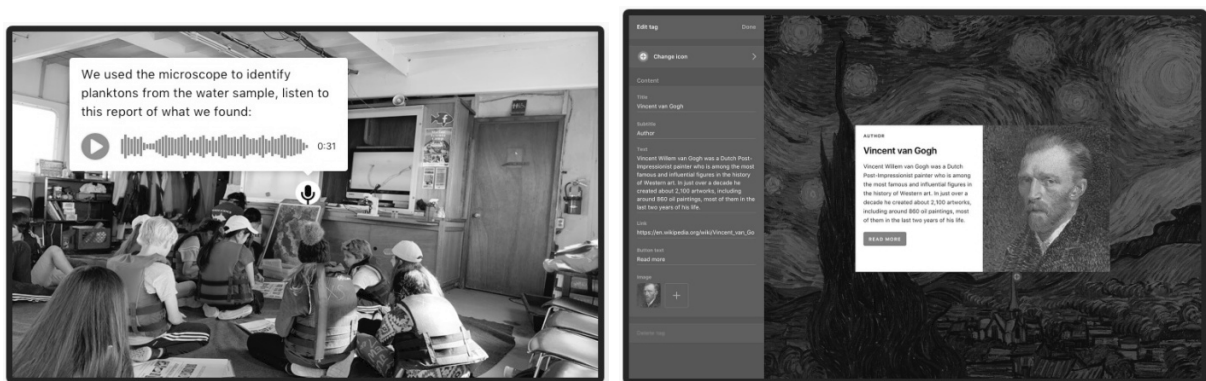 We used the microscope to identify
planktons from the water sample, listen to
this report of what we found:
0:31
Edit tag
Done
Change icon
Content
Title
Vincent van Gogh
Subtitle
Author
Text
Vincent Willem van Gogh was a Dutch Post-
Impressionist painter who is among the most
famous and influential figures in the history
of Western art. In just over a decade he
created about 2,100 artworks, including
around 860 oil paintings, most of them in the
last two years of his life.
Link
https://en.wikipedia.org/wiki/Vincent_van_Go
Button text
Read more
Image
Delete tag
AUTHOR
Vincent van Gogh
Vincent Willem van Gogh was a Dutch
Post-Impressionist painter who is among
the most famous and influential figures in
the history of Western art. In just over a
decade he created about 2,100 artworks,
including around 860 oil paintings, most
of them in the last two years of his life.
READ MORE